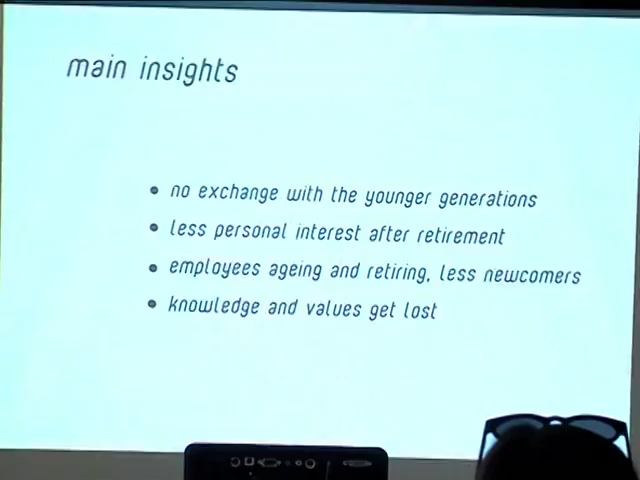 main insights
no exchange with the younger generations
less personal interest after retirement
employees ageing and retiring, less newcomers
knowledge and values get lost